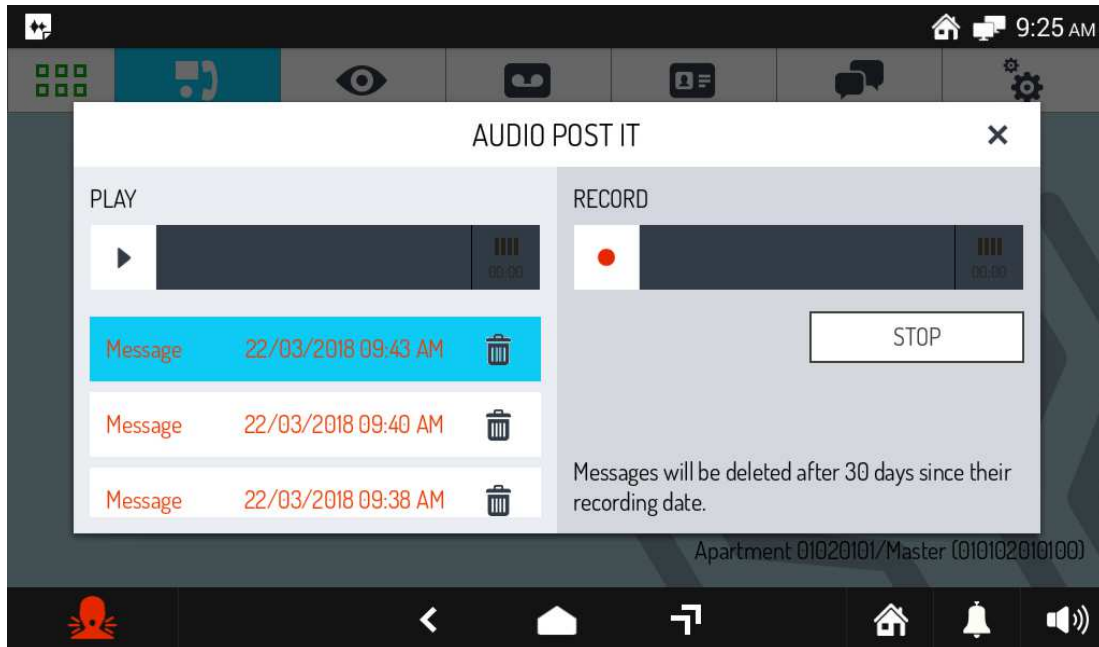 9:25 AM
AUDIO POST IT
PLAY
RECORD
00:00
00:00
STOP
Message 22/03/2018 09:43 AM
Message 22/03/2018 09:40 AM
Message 22/03/2018 09:38 AM
Messages will be deleted after 30 days since their
recording date.
Apartment 01020101/Master (010102010100)